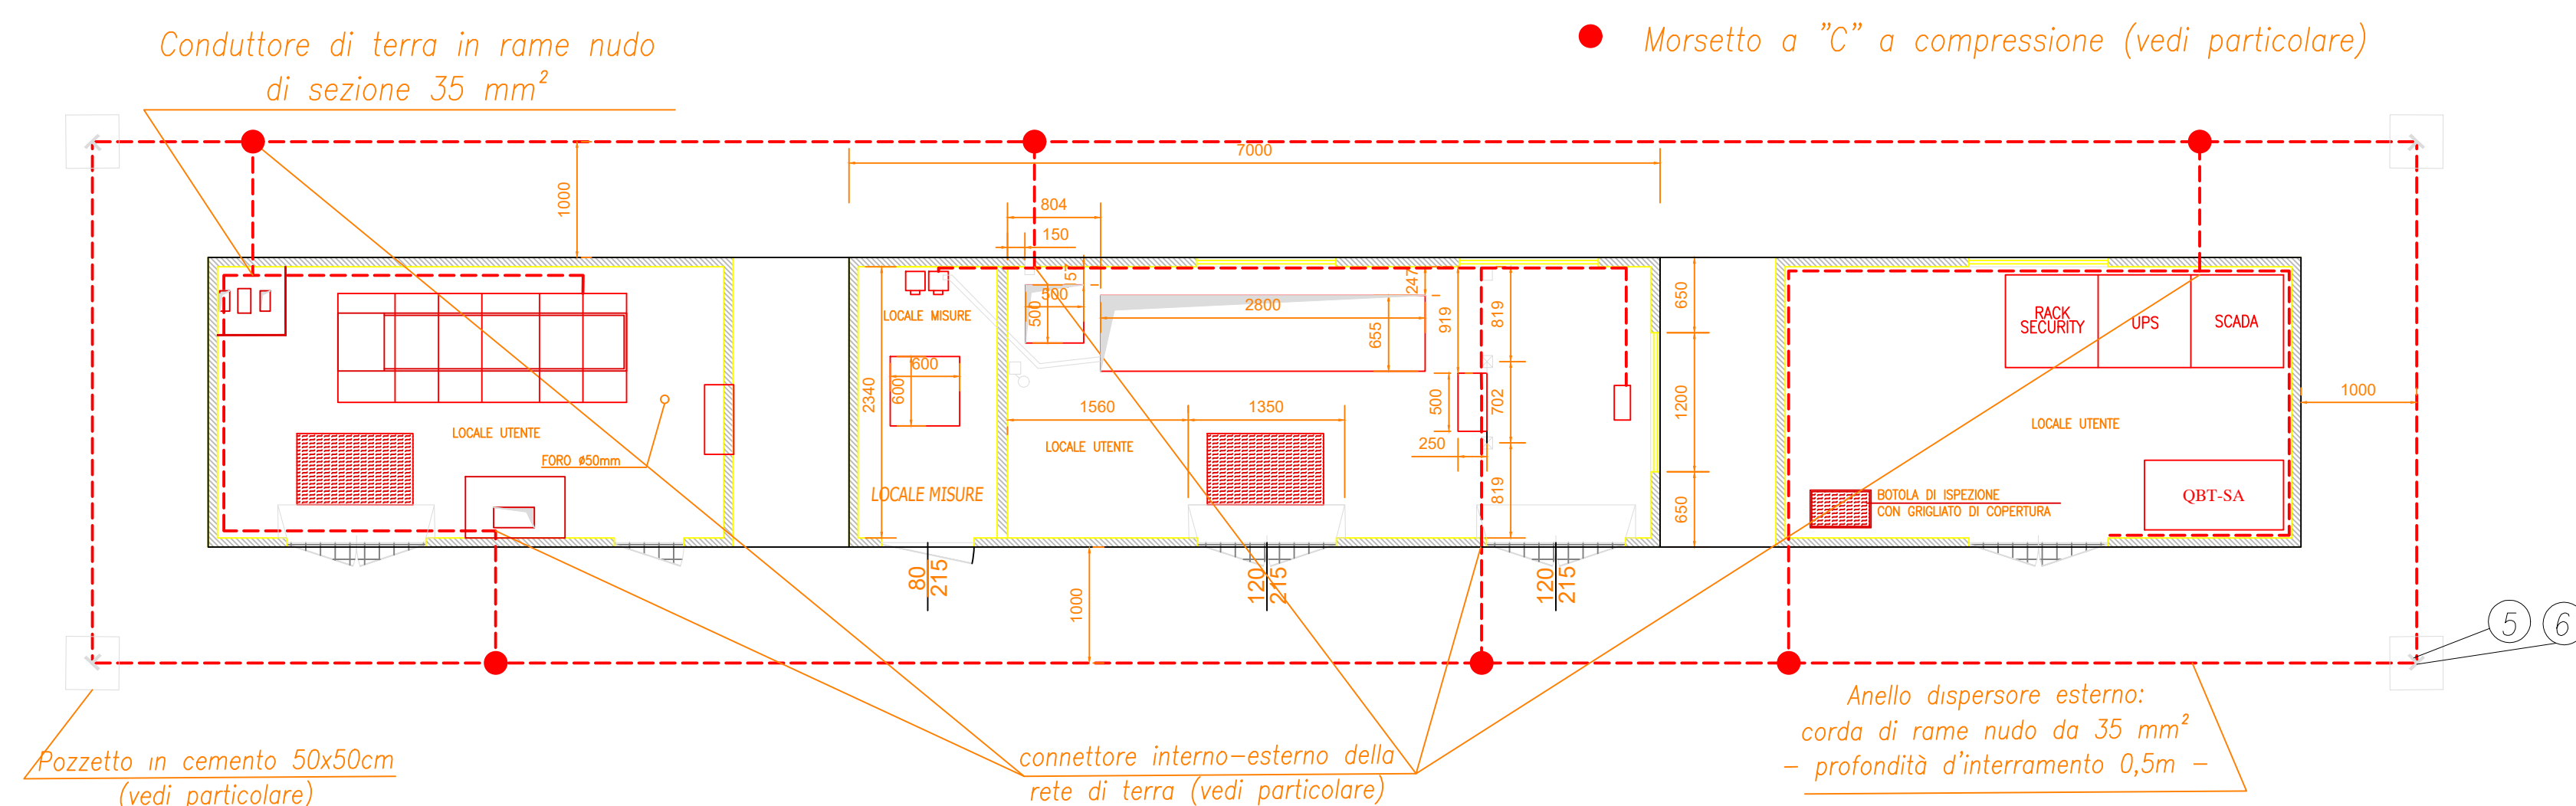 Conduttore di terra in rame nudo
di sezione 35 mm²
Morsetto a "C" a compressione (vedi particolare)
7000
1000
804
150
57
500
500
2800
655
247
919
819
650
LOCALE MISURE
600
600
2340
1560
1350
500
702
250
819
1200
650
1000
LOCALE UTENTE
FORO ø50mm
LOCALE UTENTE
LOCALE MISURE
RACK
SECURITY
UPS
SCADA
LOCALE UTENTE
BOTOLA DI ISPEZIONE
CON GRIGLIATO DI COPERTURA
QBT-SA
80
215
1000
120
215
120
215
5
6
Pozzetto in cemento 50x50cm
(vedi particolare)
connettore interno-esterno della
rete di terra (vedi particolare)
Anello dispersore esterno:
corda di rame nudo da 35 mm²
- profondità d'interramento 0,5m -